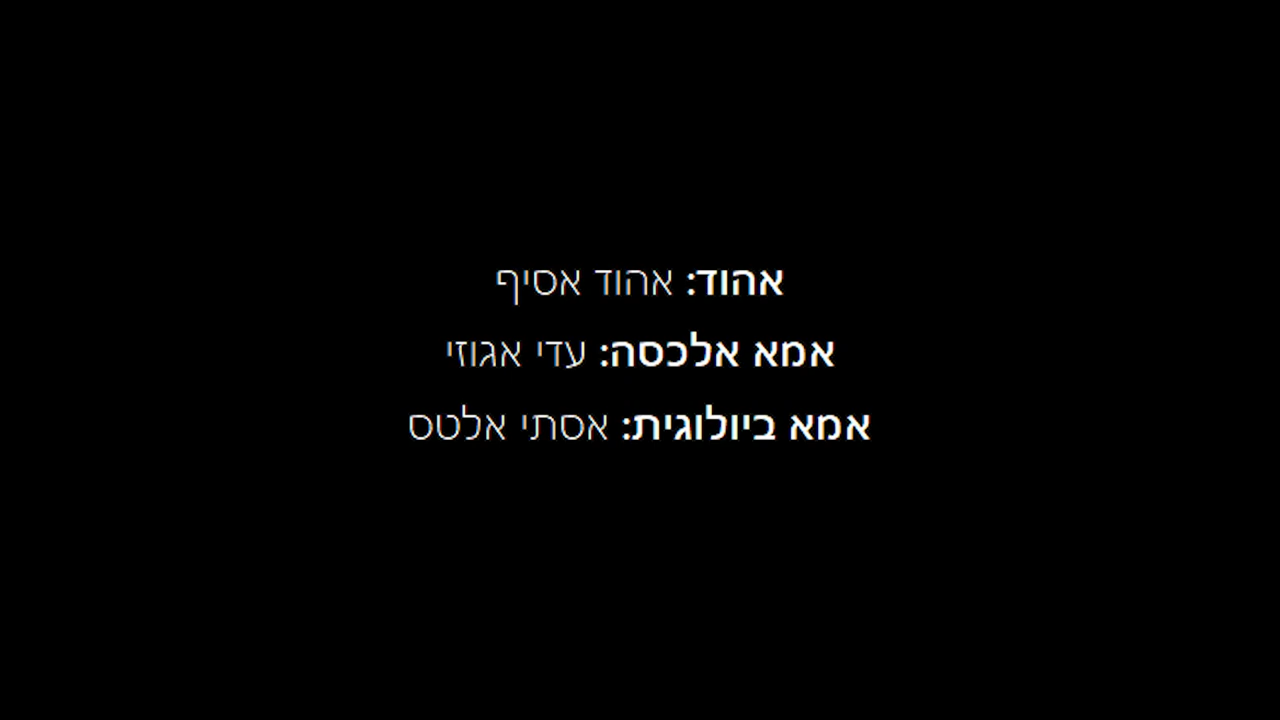 אהוד: אהוד אסיף
אמא אלכסה: עדי אגוזי
אמא ביולוגית: אסתי אלטס